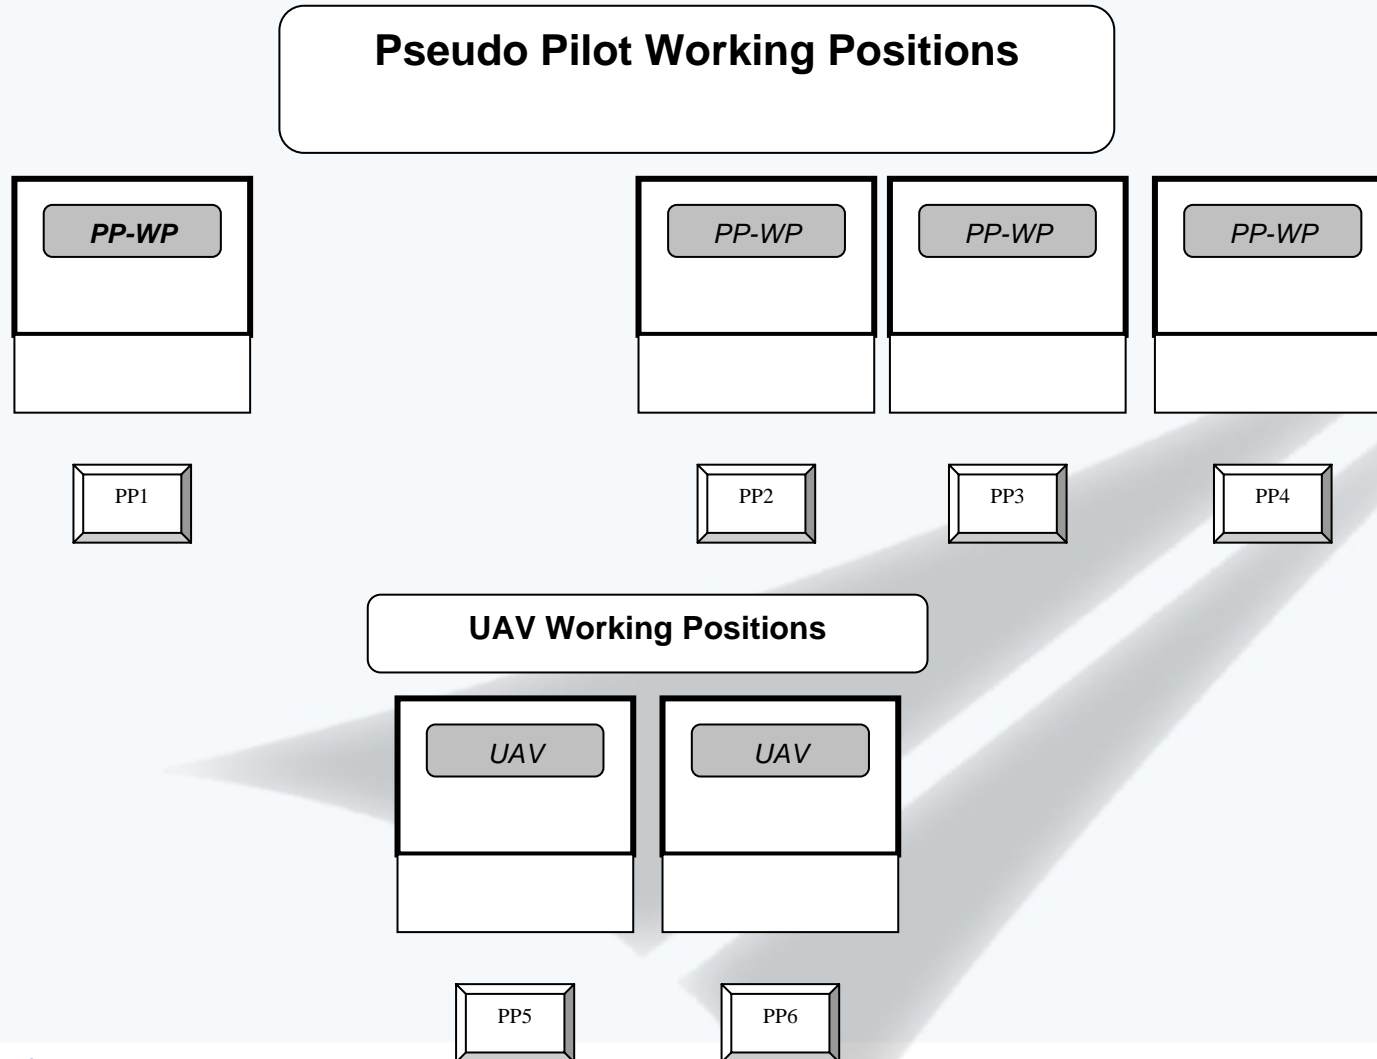 Pseudo Pilot Working Positions
PP-WP
PP-WP
PP-WP
PP-WP
PP1
PP2
PP3
PP4
UAV Working Positions
UAV
UAV
PP5
PP6